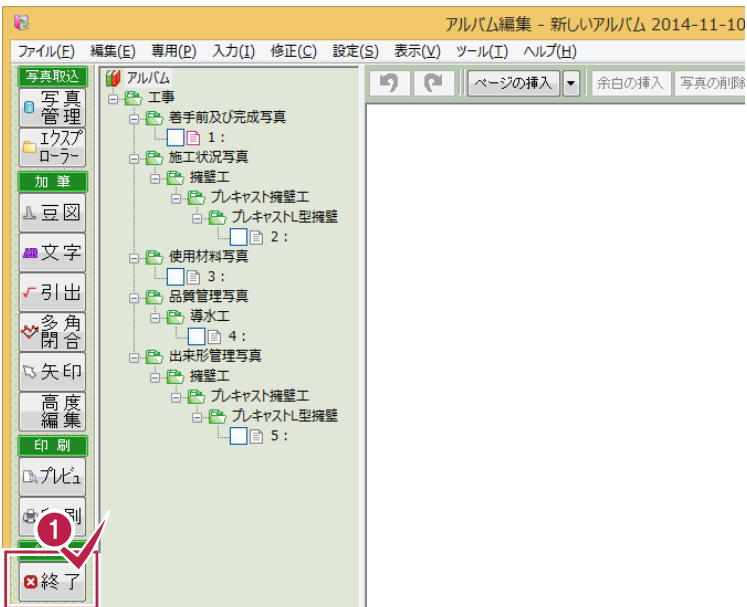 アルバム編集 - 新しいアルバム 2014-11-10
ファイル(F) 編集(E) 専用(P) 入力(I) 修正(C) 設定(S) 表示(V) ツール(T) ヘルプ(H)
写真取込
写真
管理
エクスプ
ローラー
加 筆
豆図
文字
引出
多角
閉合
矢印
高度
編集
印 刷
プレビュ
刷
1
終 了
アルバム
工事
着手前及び完成写真
1 :
施工状況写真
擁壁工
プレキャスト擁壁工
プレキャストL型擁壁
2 :
使用材料写真
3 :
品質管理写真
導水工
4 :
出来形管理写真
擁壁工
プレキャスト擁壁工
プレキャストL型擁壁
5 :
ページの挿入 余白の挿入 写真の削除